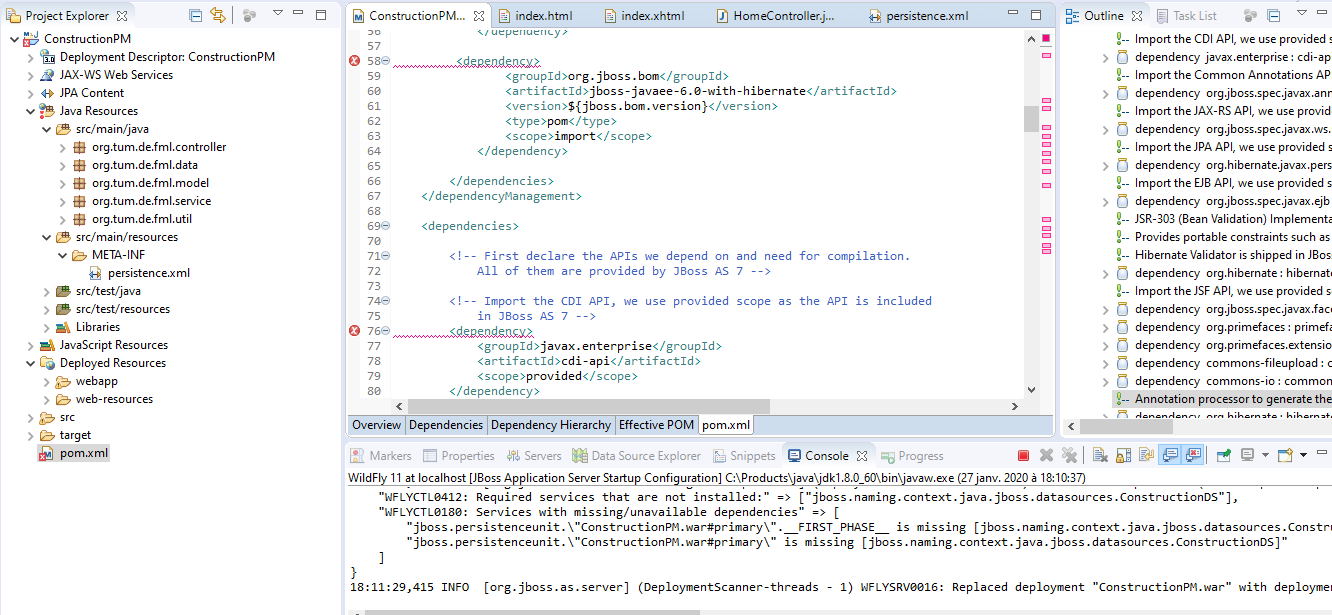 Project Explorer
ConstructionPM
Deployment Descriptor: ConstructionPM
JAX-WS Web Services
JPA Content
Java Resources
src/main/java
org.tum.de.fml.controller
org.tum.de.fml.data
org.tum.de.fml.model
org.tum.de.fml.service
org.tum.de.fml.util
src/main/resources
META-INF
persistence.xml
src/test/java
src/test/resources
Libraries
JavaScript Resources
Deployed Resources
webapp
web-resources
src
target
pom.xml
ConstructionPM... index.html index.xhtml HomeController.j... persistence.xml
56 </dependency>
57
58 <dependency>
59 <groupId>org.jboss.bom</groupId>
60 <artifactId>jboss-javaee-6.0-with-hibernate</artifactId>
61 <version>${jboss.bom.version}</version>
62 <type>pom</type>
63 <scope>import</scope>
64 </dependency>
65
66 </dependencies>
67 </dependencyManagement>
68
69 <dependencies>
70
71 <!-- First declare the APIs we depend on and need for compilation.
72 All of them are provided by JBoss AS 7 -->
73
74 <!-- Import the CDI API, we use provided scope as the API is included
75 in JBoss AS 7 -->
76 <dependency>
77 <groupId>javax.enterprise</groupId>
78 <artifactId>cdi-api</artifactId>
79 <scope>provided</scope>
80 </dependency>
Overview Dependencies Dependency Hierarchy Effective POM pom.xml
Outline Task List
Import the CDI API, we use provided s
dependency javax.enterprise : cdi-ap
Import the Common Annotations AP
dependency org.jboss.spec.javax.ann
Import the JAX-RS API, we use provid
dependency org.jboss.spec.javax.ws.
Import the JPA API, we use provided s
dependency org.hibernate.javax.pers
Import the EJB API, we use provided s
dependency org.jboss.spec.javax.ejb
JSR-303 (Bean Validation) Implementa
Provides portable constraints such as
Hibernate Validator is shipped in JBos
dependency org.hibernate : hibernate
Import the JSF API, we use provided s
dependency org.jboss.spec.javax.face
dependency org.primefaces : primefa
dependency org.primefaces.extension
dependency commons-fileupload : c
dependency commons-io : common
Annotation processor to generate the
dependency org.hibernate : hibernat
Markers Properties Servers Data Source Explorer Snippets Console Progress
WildFly 11 at localhost [JBoss Application Server Startup Configuration] C:\Products\java\jdk1.8.0_60\bin\javaw.exe (27 janv. 2020 à 18:10:37)
"WFLYCTL0412: Required services that are not installed:" => ["jboss.naming.context.java.jboss.datasources.ConstructionDS"],
"WFLYCTL0180: Services with missing/unavailable dependencies" => [
"jboss.persistenceunit.\"ConstructionPM.war#primary\".__FIRST_PHASE__ is missing [jboss.naming.context.java.jboss.datasources.Constru
"jboss.persistenceunit.\"ConstructionPM.war#primary\" is missing [jboss.naming.context.java.jboss.datasources.ConstructionDS]"
]
}
18:11:29,415 INFO [org.jboss.as.server] (DeploymentScanner-threads - 1) WFLYSRV0016: Replaced deployment "ConstructionPM.war" with deployme